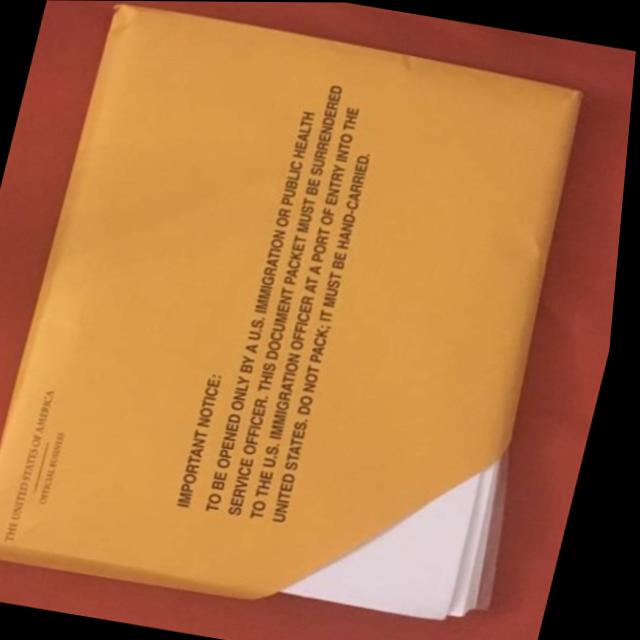 THE UNITED STATES OF AMERICA
OFFICIAL BUSINESS
IMPORTANT NOTICE:
TO BE OPENED ONLY BY A U.S. IMMIGRATION OR PUBLIC HEALTH
SERVICE OFFICER. THIS DOCUMENT PACKET MUST BE SURRENDERED
TO THE U.S. IMMIGRATION OFFICER AT A PORT OF ENTRY INTO THE
UNITED STATES. DO NOT PACK; IT MUST BE HAND-CARRIED.